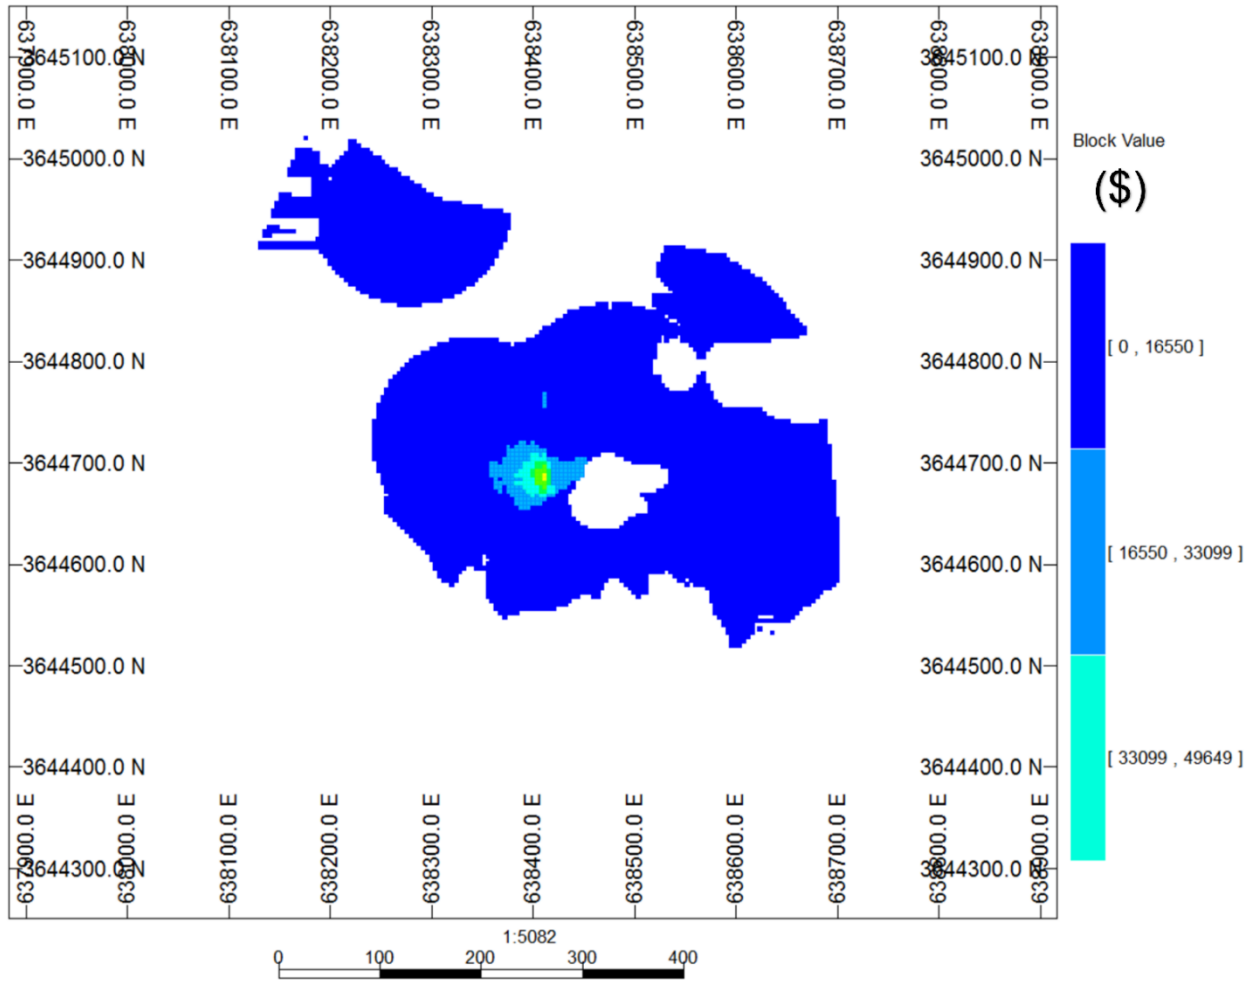 637900.0 E
638000.0 E
638100.0 E
638200.0 E
638300.0 E
638400.0 E
638500.0 E
638600.0 E
638700.0 E
638800.0 E
638900.0 E
3645100.0 N 3645100.0 N
3645000.0 N 3645000.0 N
3644900.0 N 3644900.0 N
3644800.0 N 3644800.0 N
3644700.0 N 3644700.0 N
3644600.0 N 3644600.0 N
3644500.0 N 3644500.0 N
3644400.0 N 3644400.0 N
3644300.0 N 3644300.0 N
637900.0 E
638000.0 E
638100.0 E
638200.0 E
638300.0 E
638400.0 E
638500.0 E
638600.0 E
638700.0 E
638800.0 E
638900.0 E
Block Value
($)
[ 0 , 16550 ]
[ 16550 , 33099 ]
[ 33099 , 49649 ]
1:5082
0 100 200 300 400